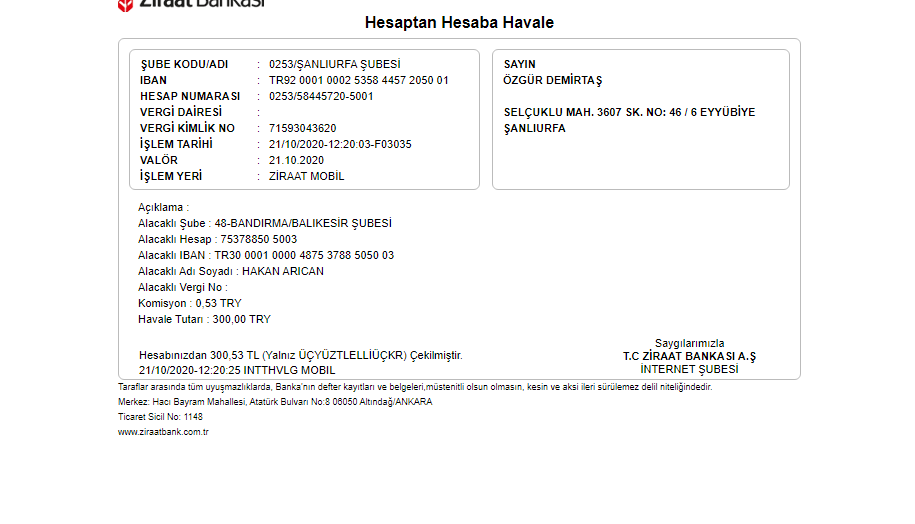 Ziraat Bankası
Hesaptan Hesaba Havale
ŞUBE KODU/ADI : 0253/ŞANLIURFA ŞUBESİ
IBAN : TR92 0001 0002 5358 4457 2050 01
HESAP NUMARASI : 0253/58445720-5001
VERGİ DAİRESİ :
VERGİ KİMLİK NO : 71593043620
İŞLEM TARİHİ : 21/10/2020-12:20:03-F03035
VALÖR : 21.10.2020
İŞLEM YERİ : ZİRAAT MOBİL
SAYIN
ÖZGÜR DEMİRTAŞ
SELÇUKLU MAH. 3607 SK. NO: 46 / 6 EYYÜBİYE
ŞANLIURFA
Açıklama :
Alacaklı Şube : 48-BANDIRMA/BALIKESİR ŞUBESİ
Alacaklı Hesap : 75378850 5003
Alacaklı IBAN : TR30 0001 0000 4875 3788 5050 03
Alacaklı Adı Soyadı : HAKAN ARICAN
Alacaklı Vergi No :
Komisyon : 0,53 TRY
Havale Tutarı : 300,00 TRY
Hesabınızdan 300,53 TL (Yalnız ÜÇYÜZTLELLİÜÇKR) Çekilmiştir.
21/10/2020-12:20:25 INTTHVLG MOBIL
Saygılarımızla
T.C ZİRAAT BANKASI A.Ş
İNTERNET ŞUBESİ
Taraflar arasında tüm uyuşmazlıklarda, Banka'nın defter kayıtları ve belgeleri,müstenitli olsun olmasın, kesin ve aksi ileri sürülemez delil niteliğindedir.
Merkez: Hacı Bayram Mahallesi, Atatürk Bulvarı No:8 06050 Altındağ/ANKARA
Ticaret Sicil No: 1148
www.ziraatbank.com.tr